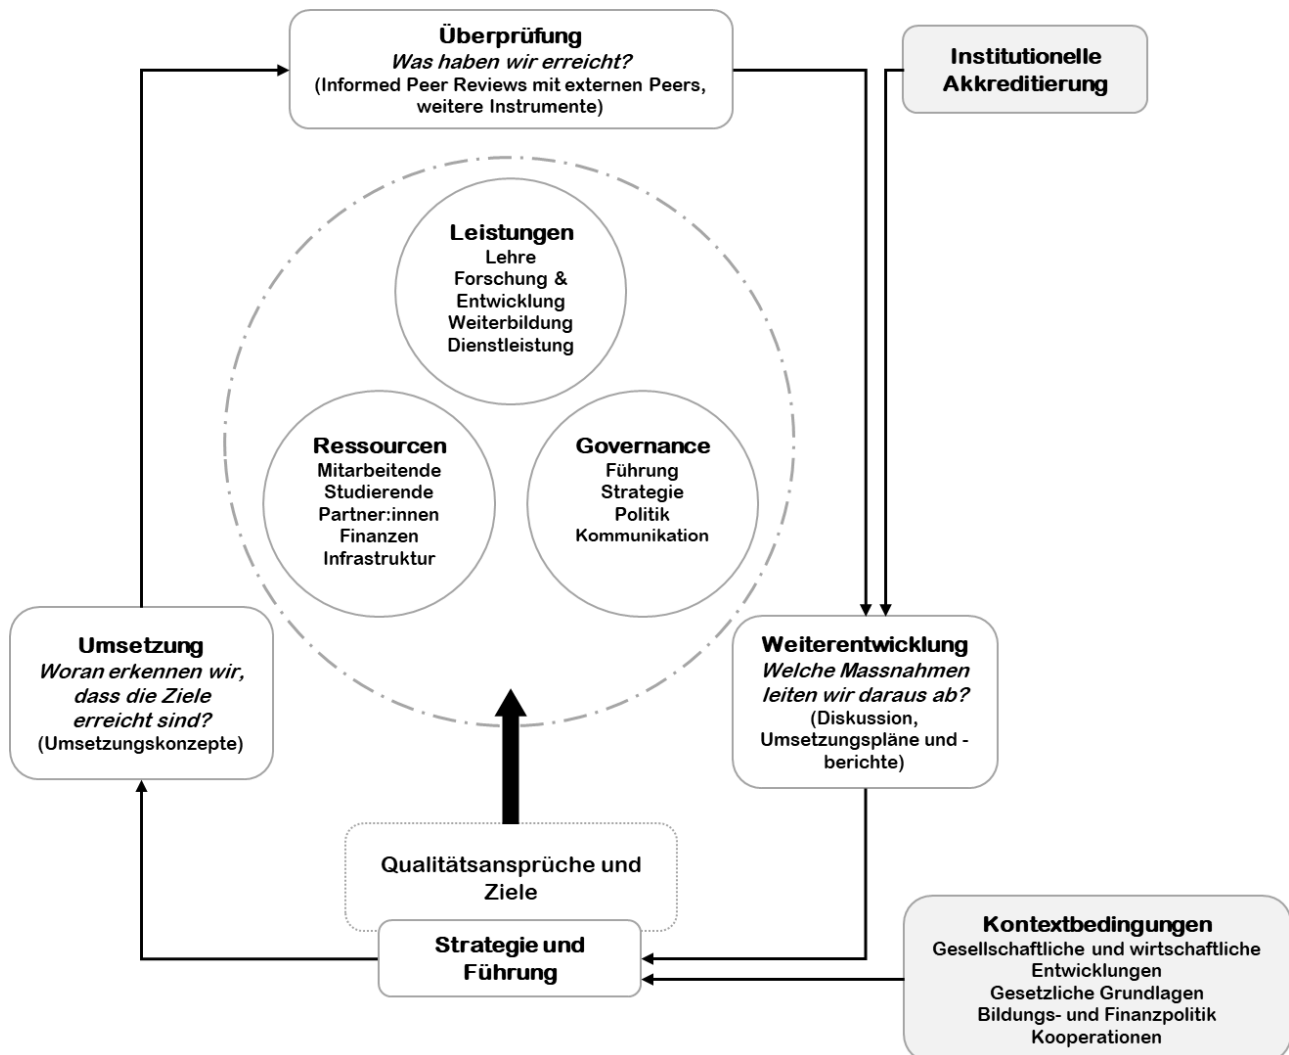 Überprüfung
Was haben wir erreicht?
(Informed Peer Reviews mit externen Peers,
weitere Instrumente)
Institutionelle
Akkreditierung
Leistungen
Lehre
Forschung &
Entwicklung
Weiterbildung
Dienstleistung
Ressourcen
Mitarbeitende
Studierende
Partner:innen
Finanzen
Infrastruktur
Governance
Führung
Strategie
Politik
Kommunikation
Umsetzung
Woran erkennen wir,
dass die Ziele
erreicht sind?
(Umsetzungskonzepte)
Weiterentwicklung
Welche Massnahmen
leiten wir daraus ab?
(Diskussion,
Umsetzungspläne und -
berichte)
Qualitätsansprüche und
Ziele
Strategie und
Führung
Kontextbedingungen
Gesellschaftliche und wirtschaftliche
Entwicklungen
Gesetzliche Grundlagen
Bildungs- und Finanzpolitik
Kooperationen